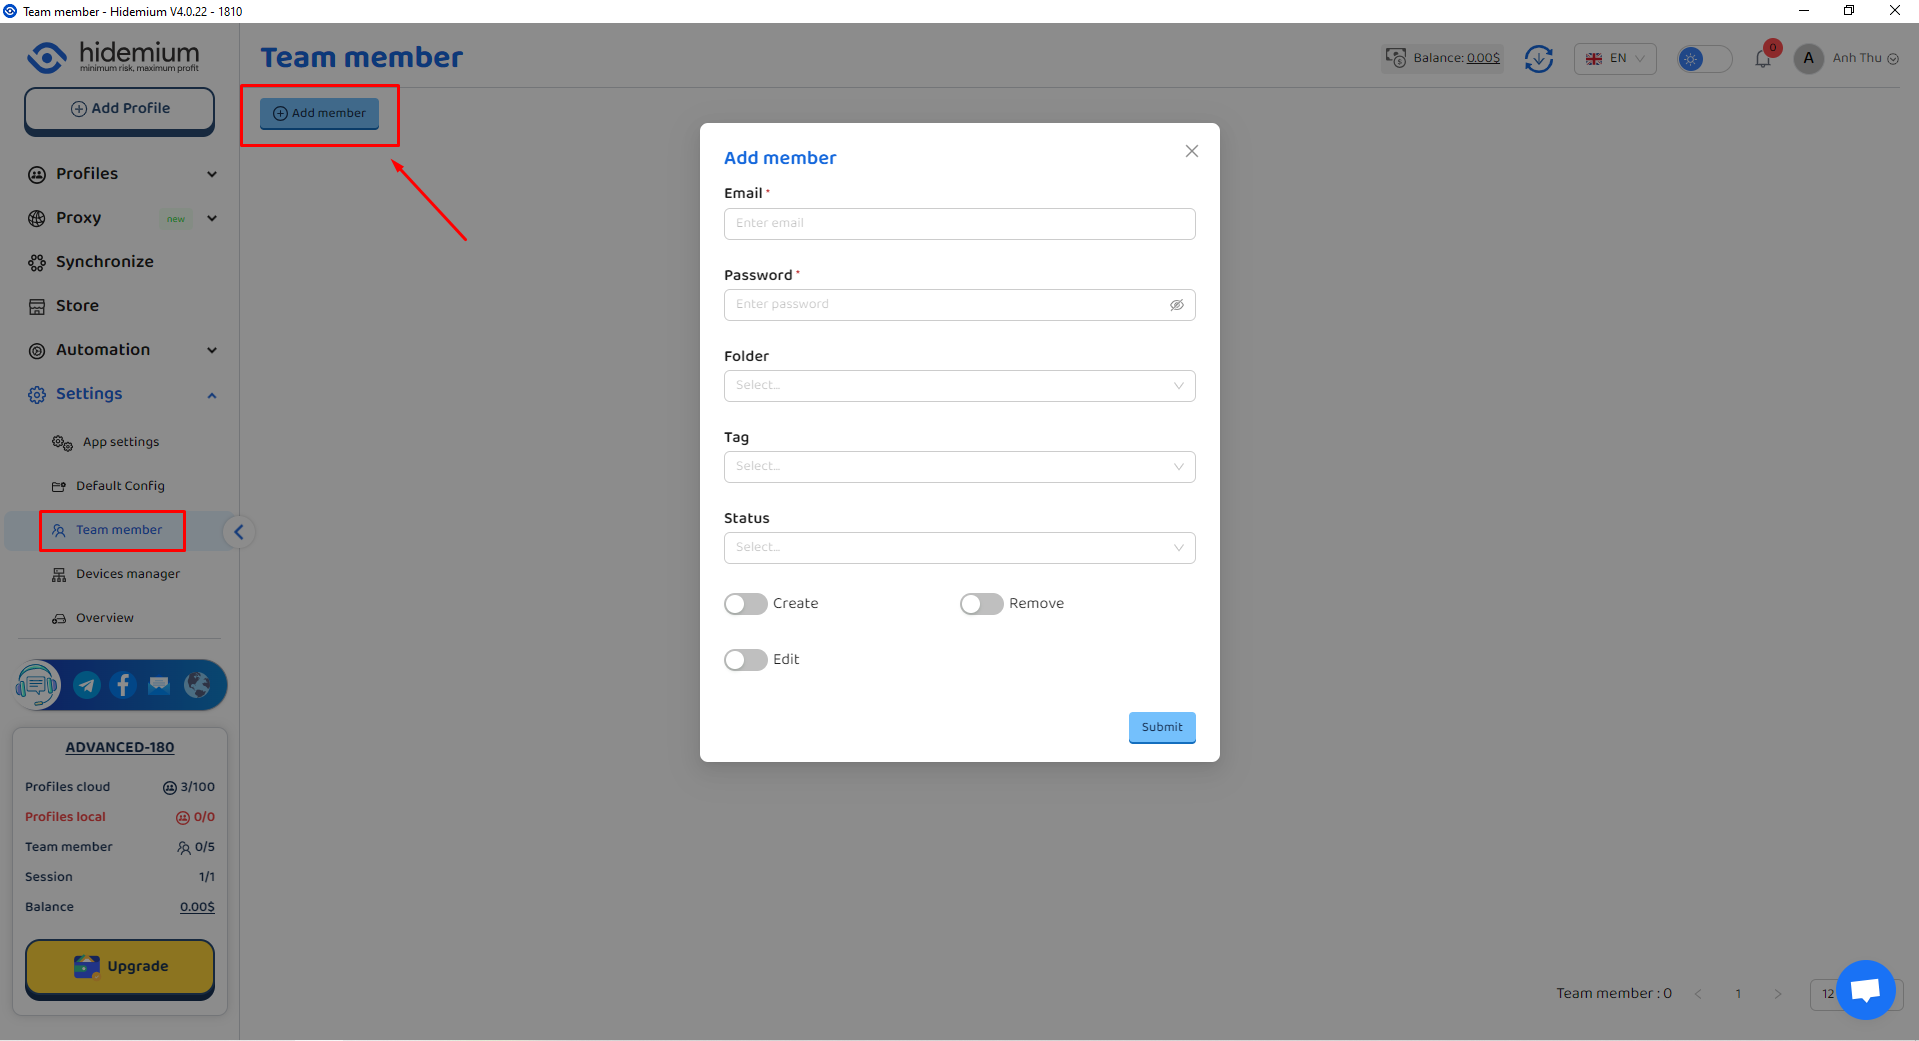 Team member - Hidemium V4.0.22 - 1810
hidemium
minimum risk, maximum profit
Team member
Balance: 0.00$
EN
0
A
Anh Thu
Add Profile
Add member
Profiles
Proxy
new
Synchronize
Store
Automation
Settings
App settings
Default Config
Team member
Devices manager
Overview
ADVANCED-180
Profiles cloud 3/100
Profiles local 0/0
Team member 0/5
Session 1/1
Balance 0.00$
Upgrade
Add member
Email *
Enter email
Password *
Enter password
Folder
Select...
Tag
Select...
Status
Select...
Create
Remove
Edit
Submit
Team member : 0
< 1 >
12